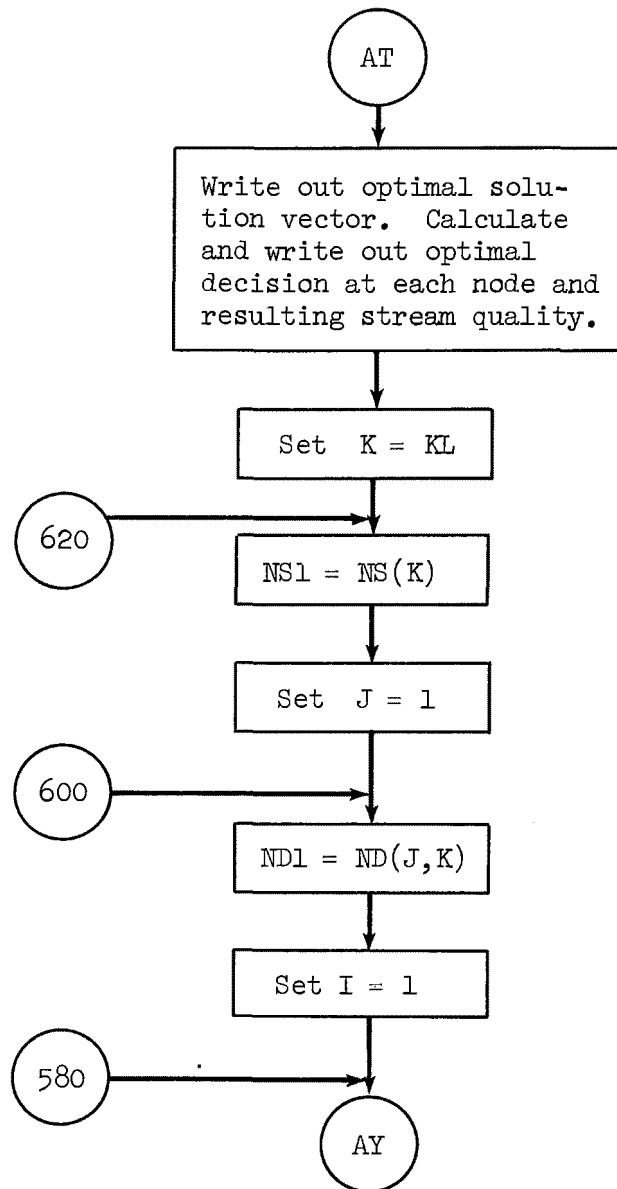 AT
Write out optimal solu-
tion vector. Calculate
and write out optimal
decision at each node and
resulting stream quality.
Set K = KL
620
NS1 = NS(K)
Set J = 1
600
ND1 = ND(J,K)
Set I = 1
580
AY